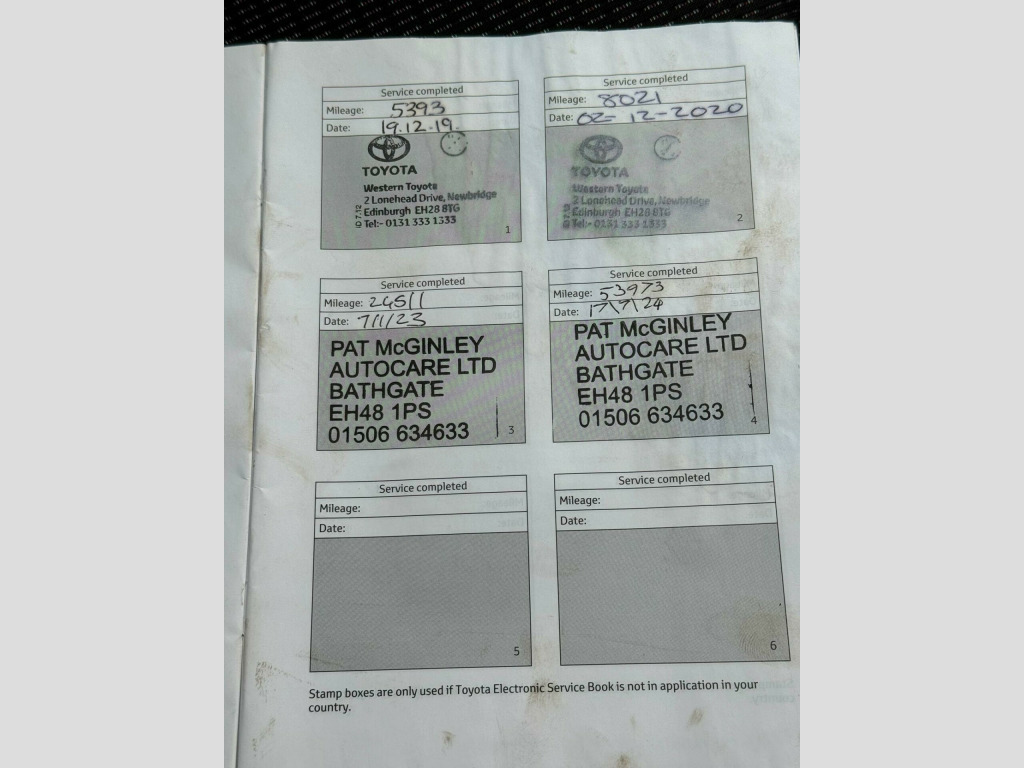 Service completed
Mileage: 5393
Date: 19.12.19.
TOYOTA
Western Toyota
2 Lonehead Drive, Newbridge
Edinburgh EH28 8TG
Tel:- 0131 333 1333
1
Service completed
Mileage: 8021
Date: 02-12-2020
TOYOTA
Western Toyota
2 Lonehead Drive, Newbridge
Edinburgh EH28 8TG
Tel:- 0131 333 1333
2
Service completed
Mileage: 24511
Date: 7/1/23
PAT McGINLEY
AUTOCARE LTD
BATHGATE
EH48 1PS
01506 634633
3
Service completed
Mileage: 53973
Date: 17\7\24
PAT McGINLEY
AUTOCARE LTD
BATHGATE
EH48 1PS
01506 634633
4
Service completed
Mileage:
Date:
5
Service completed
Mileage:
Date:
6
Stamp boxes are only used if Toyota Electronic Service Book is not in application in your
country.